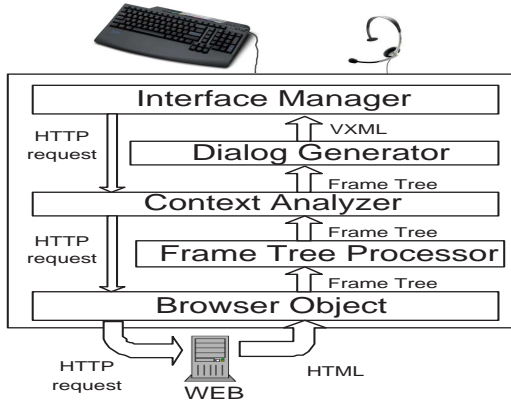 Interface Manager
HTTP
request
VXML
Dialog Generator
Frame Tree
Context Analyzer
HTTP
request
Frame Tree
Frame Tree Processor
Frame Tree
Browser Object
HTTP
request
WEB
HTML